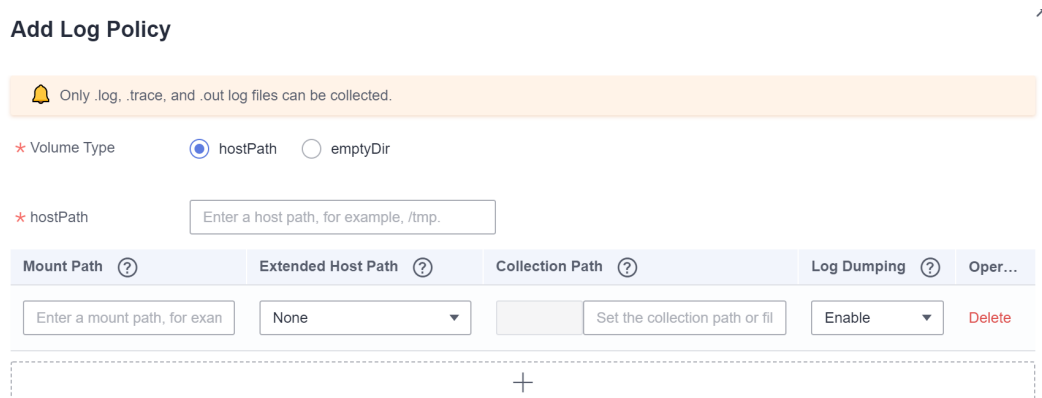 Add Log Policy
Only .log, .trace, and .out log files can be collected.
* Volume Type hostPath emptyDir
* hostPath Enter a host path, for example, /tmp.
Mount Path ? Extended Host Path ? Collection Path ? Log Dumping ? Oper...
Enter a mount path, for exan None Set the collection path or fil Enable Delete